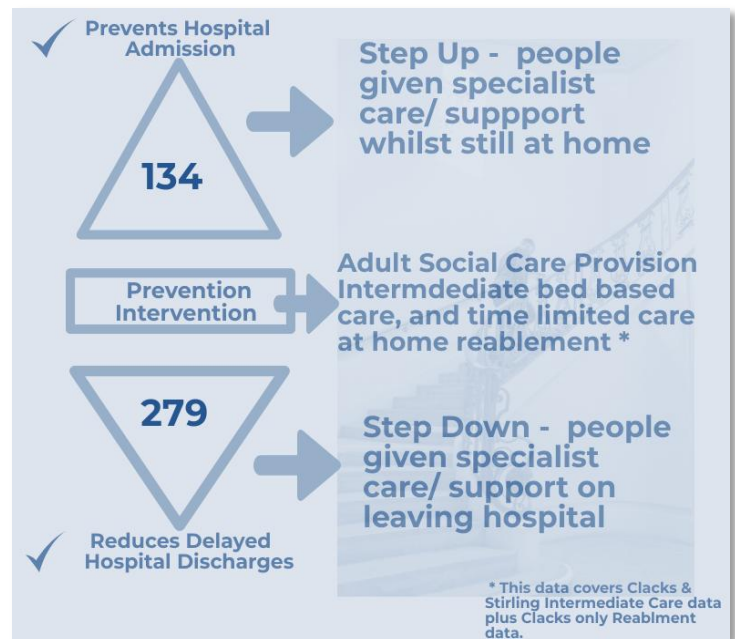 Prevents Hospital
Admission
Step Up - people
given specialist
care/ suppport
whilst still at home
134
Prevention
Intervention
Adult Social Care Provision
Intermdediate bed based
care, and time limited care
at home reablement *
279
Step Down - people
given specialist
care/ support on
leaving hospital
Reduces Delayed
Hospital Discharges
* This data covers Clacks &
Stirling Intermediate Care data
plus Clacks only Reablment
data.